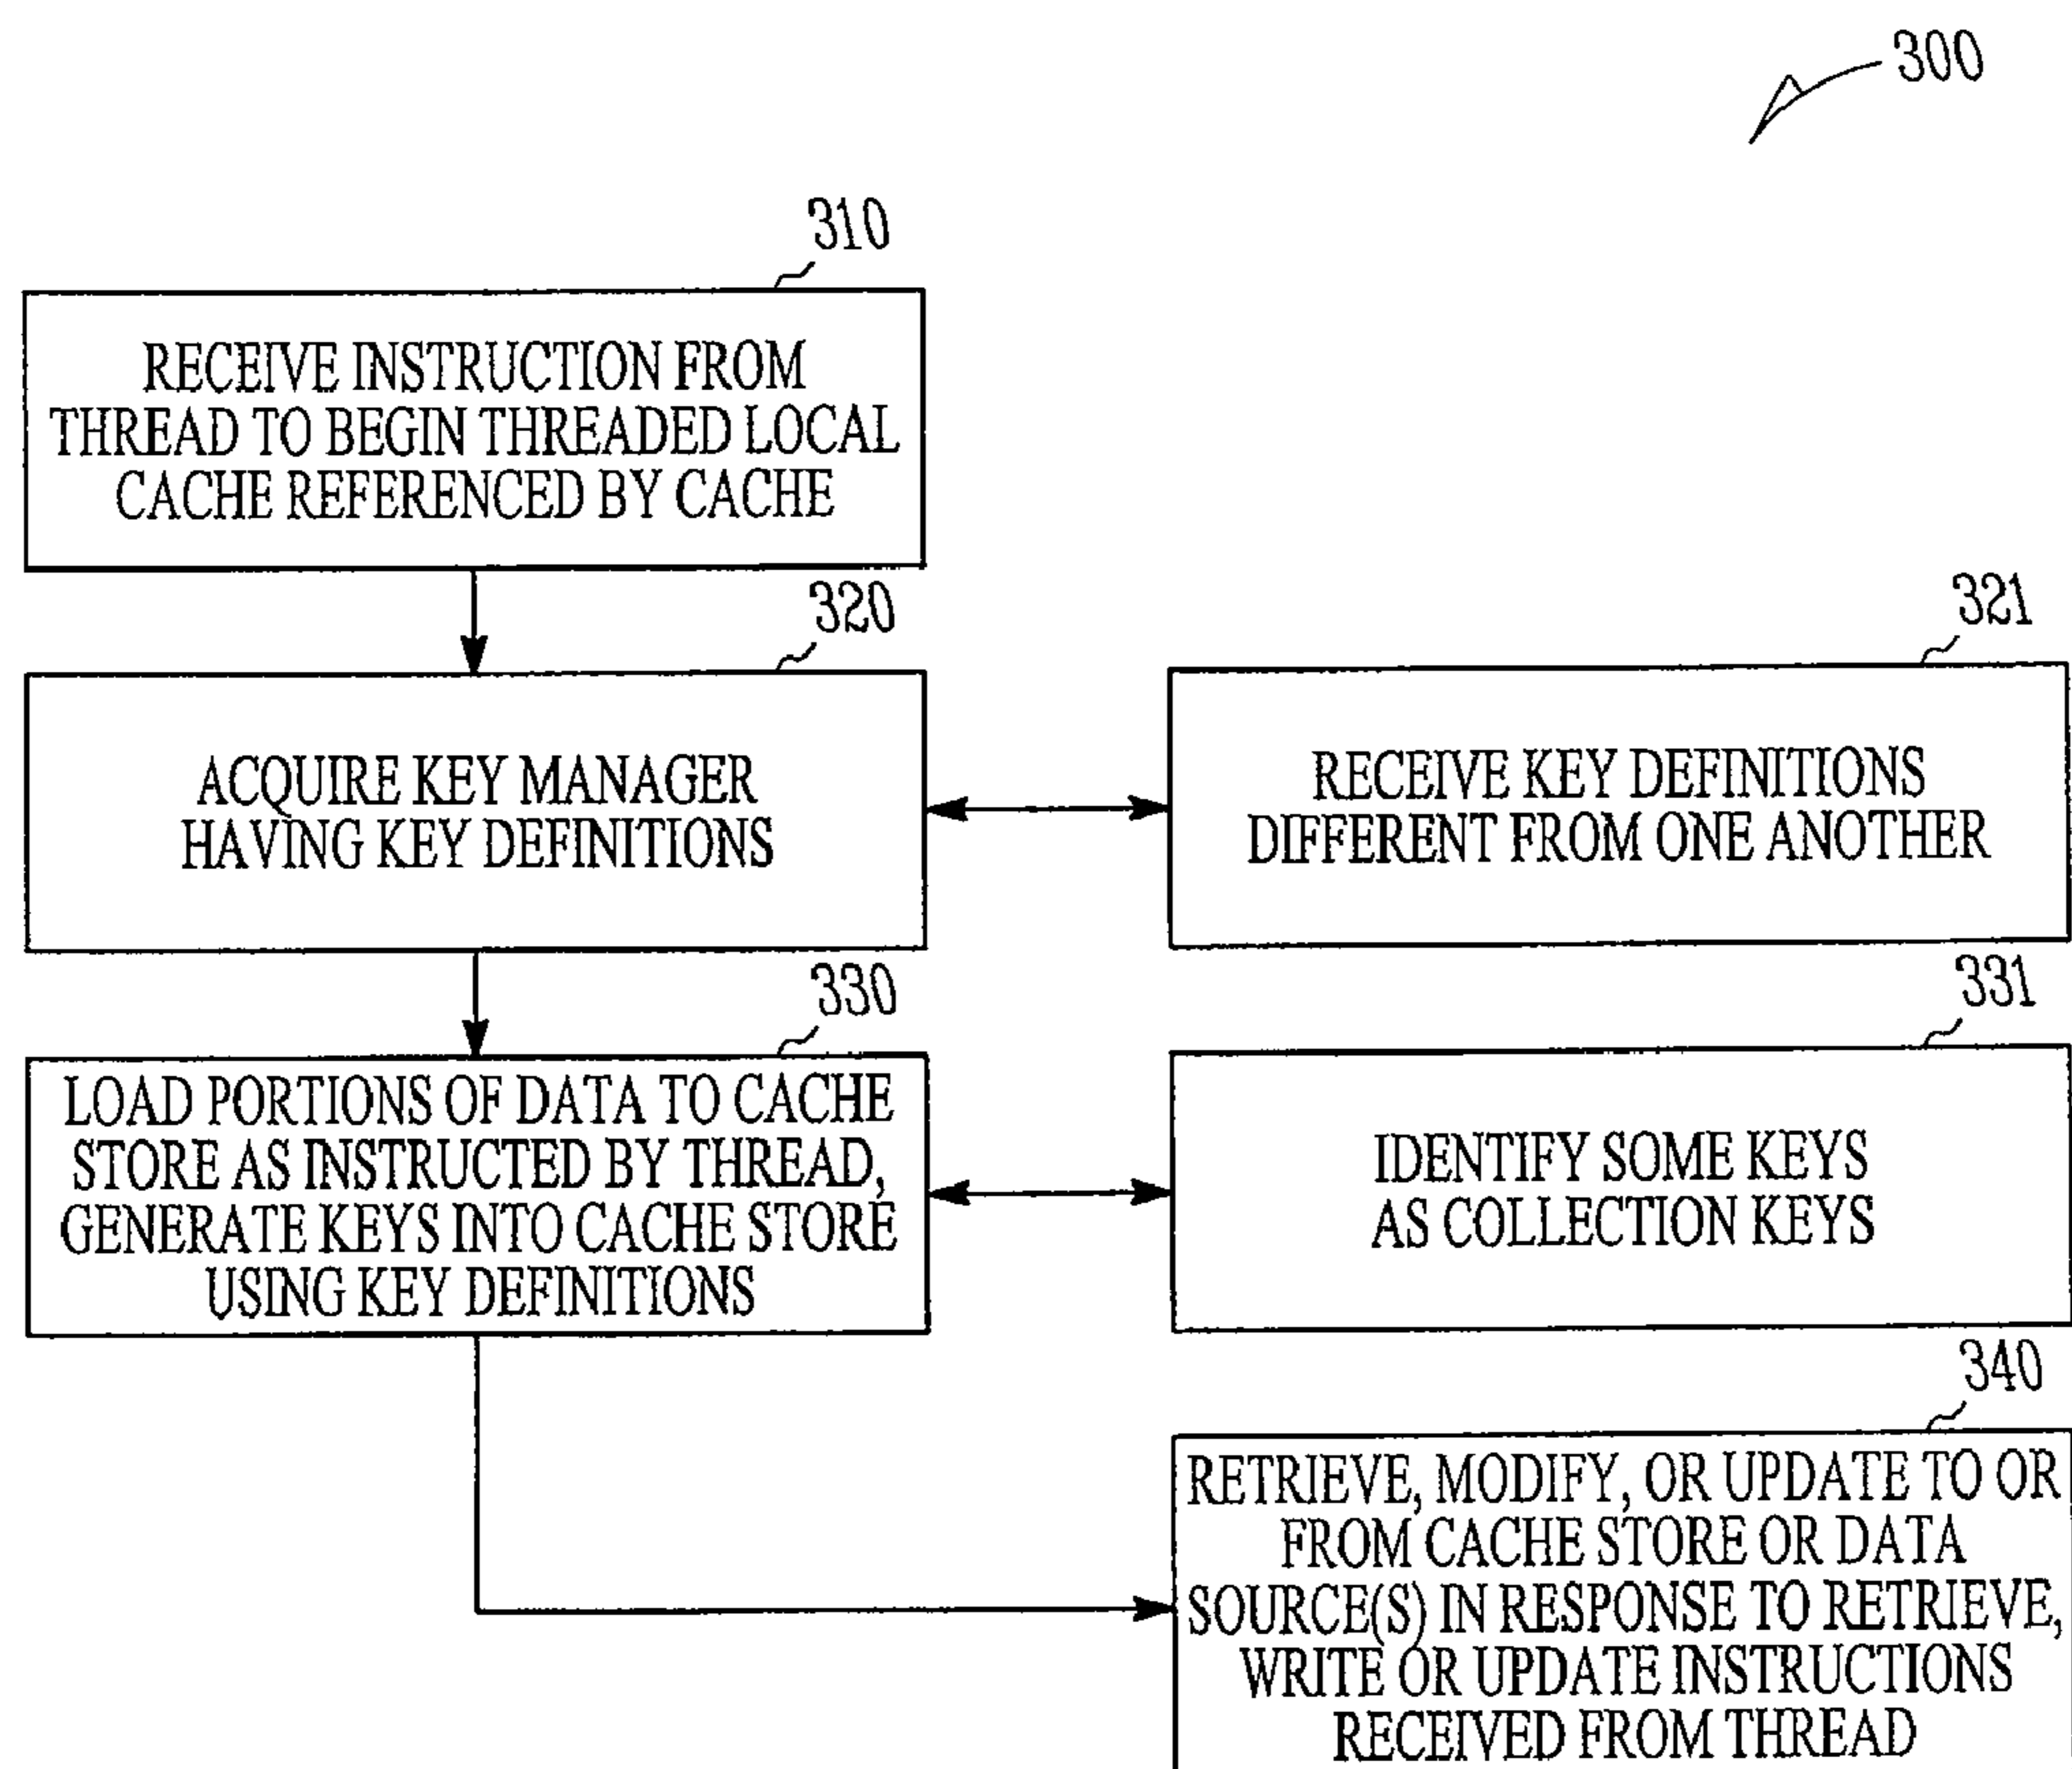 300
310
RECEIVE INSTRUCTION FROM
THREAD TO BEGIN THREADED LOCAL
CACHE REFERENCED BY CACHE
320
ACQUIRE KEY MANAGER
HAVING KEY DEFINITIONS
321
RECEIVE KEY DEFINITIONS
DIFFERENT FROM ONE ANOTHER
330
LOAD PORTIONS OF DATA TO CACHE
STORE AS INSTRUCTED BY THREAD,
GENERATE KEYS INTO CACHE STORE
USING KEY DEFINITIONS
331
IDENTIFY SOME KEYS
AS COLLECTION KEYS
340
RETRIEVE, MODIFY, OR UPDATE TO OR
FROM CACHE STORE OR DATA
SOURCE(S) IN RESPONSE TO RETRIEVE,
WRITE OR UPDATE INSTRUCTIONS
RECEIVED FROM THREAD